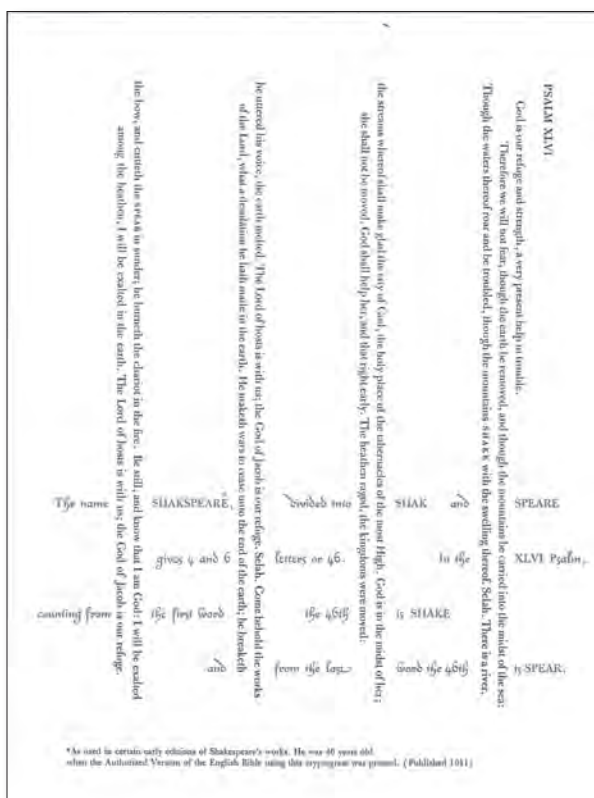 PSALM XLVI
God is our refuge and strength, a very present help in trouble.
Therefore we will not fear, though the earth be removed, and though the mountains be carried into the midst of the sea;
Though the waters thereof roar and be troubled, though the mountains SHAKE with the swelling thereof. Selah. There is a river,
the streams whereof shall make glad the city of God, the holy place of the tabernacles of the most High. God is in the midst of her;
she shall not be moved. God shall help her, and that right early. The heathen raged, the kingdoms were moved:
he uttered his voice, the earth melted. The Lord of hosts is with us; the God of Jacob is our refuge. Selah. Come behold the works
of the Lord, what a desolation he hath made in the earth. He maketh wars to cease unto the end of the earth; he breaketh
the bow, and cutteth the SPEAR in sunder; he burneth the chariot in the fire. Be still, and know that I am God: I will be exalted
among the heathen, I will be exalted in the earth. The Lord of hosts is with us; the God of Jacob is our refuge.
The name SHAKSPEARE,* divided into SHAK and SPEARE
gives 4 and 6 letters or 46. In the XLVI Psalm,
counting from the first word the 46th is SHAKE
and from the last word the 46th is SPEAR.
*As used in certain early editions of Shakespeare's works. He was 46 years old
when the Authorized Version of the English Bible using this cryptogram was printed. (Published 1611)